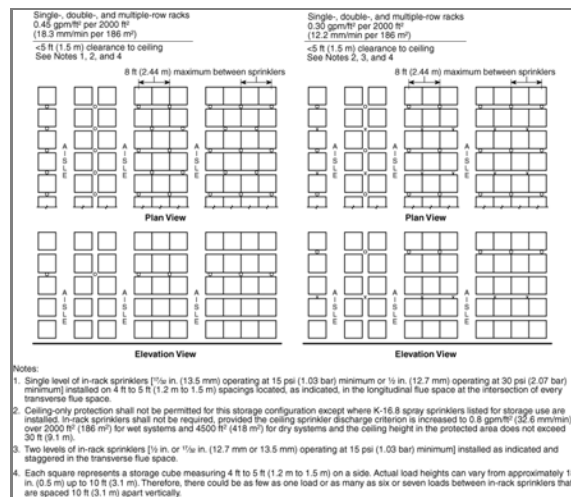 Single-, double-, and multiple-row racks
0.45 gpm/ft² per 2000 ft²
(18.3 mm/min per 186 m²)
<5 ft (1.5 m) clearance to ceiling
See Notes 1, 2, and 4
8 ft (2.44 m) maximum between sprinklers
AISLE
AISLE
AISLE
Plan View
AISLE
AISLE
AISLE
Elevation View
Single-, double-, and multiple-row racks
0.30 gpm/ft² per 2000 ft²
(12.2 mm/min per 186 m²)
<5 ft (1.5 m) clearance to ceiling
See Notes 2, 3, and 4
8 ft (2.44 m) maximum between sprinklers
AISLE
AISLE
AISLE
Plan View
AISLE
AISLE
AISLE
Elevation View
Notes:
1. Single level of in-rack sprinklers [¹⁷⁄₃₂ in. (13.5 mm) operating at 15 psi (1.03 bar) minimum or ½ in. (12.7 mm) operating at 30 psi (2.07 bar)
minimum] installed on 4 ft to 5 ft (1.2 m to 1.5 m) spacings located, as indicated, in the longitudinal flue space at the intersection of every
transverse flue space.
2. Ceiling-only protection shall not be permitted for this storage configuration except where K-16.8 spray sprinklers listed for storage use are
installed. In-rack sprinklers shall not be required, provided the ceiling sprinkler discharge criterion is increased to 0.8 gpm/ft² (32.6 mm/min)
over 2000 ft² (186 m²) for wet systems and 4500 ft² (418 m²) for dry systems and the ceiling height in the protected area does not exceed
30 ft (9.1 m).
3. Two levels of in-rack sprinklers [½ in. or ¹⁷⁄₃₂ in. (12.7 mm or 13.5 mm) operating at 15 psi (1.03 bar) minimum] installed as indicated and
staggered in the transverse flue space.
4. Each square represents a storage cube measuring 4 ft to 5 ft (1.2 m to 1.5 m) on a side. Actual load heights can vary from approximately
in. (0.5 m) up to 10 ft (3.1 m). Therefore, there could be as few as one load or as many as six or seven loads between in-rack sprinklers that
are spaced 10 ft (3.1 m) apart vertically.